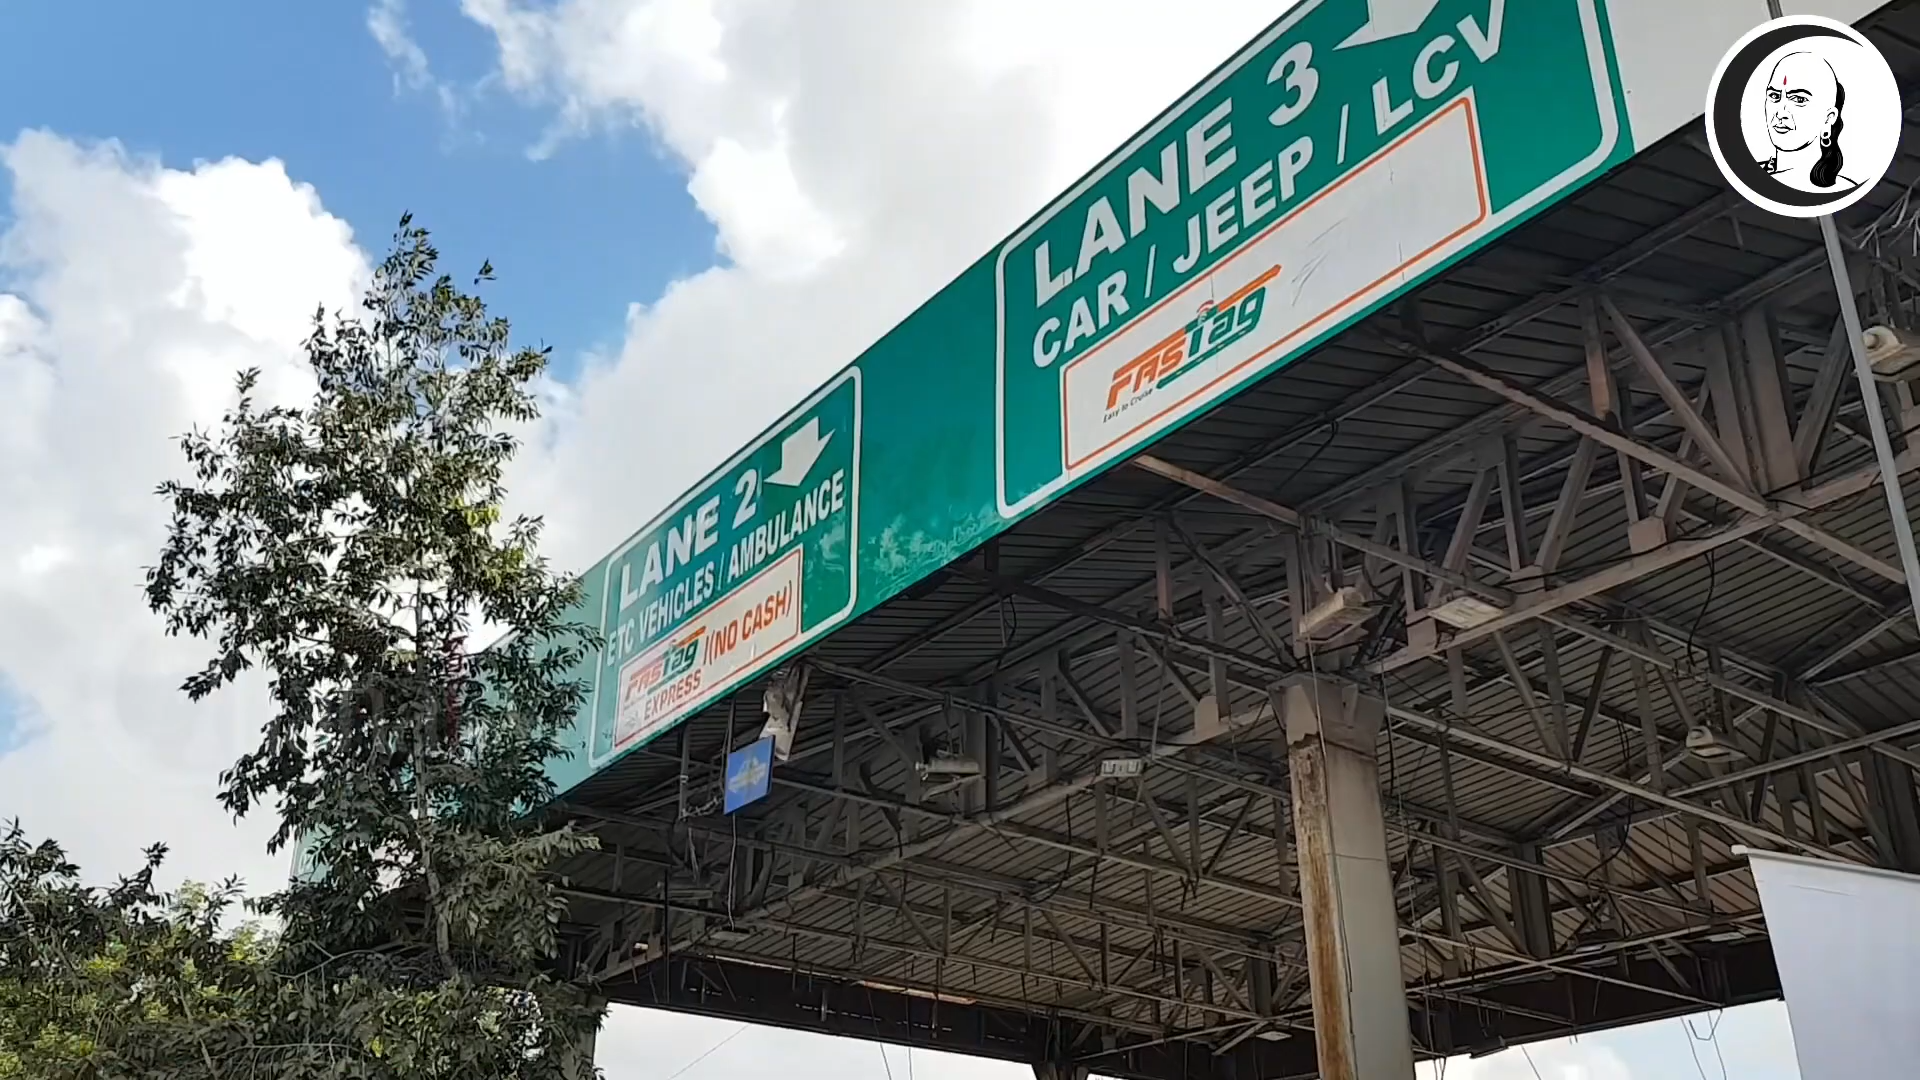 LANE 3
CAR / JEEP / LCV
FASTag
Easy to Cruise
LANE 2
ETC VEHICLES / AMBULANCE
FASTag /(NO CASH)
EXPRESS